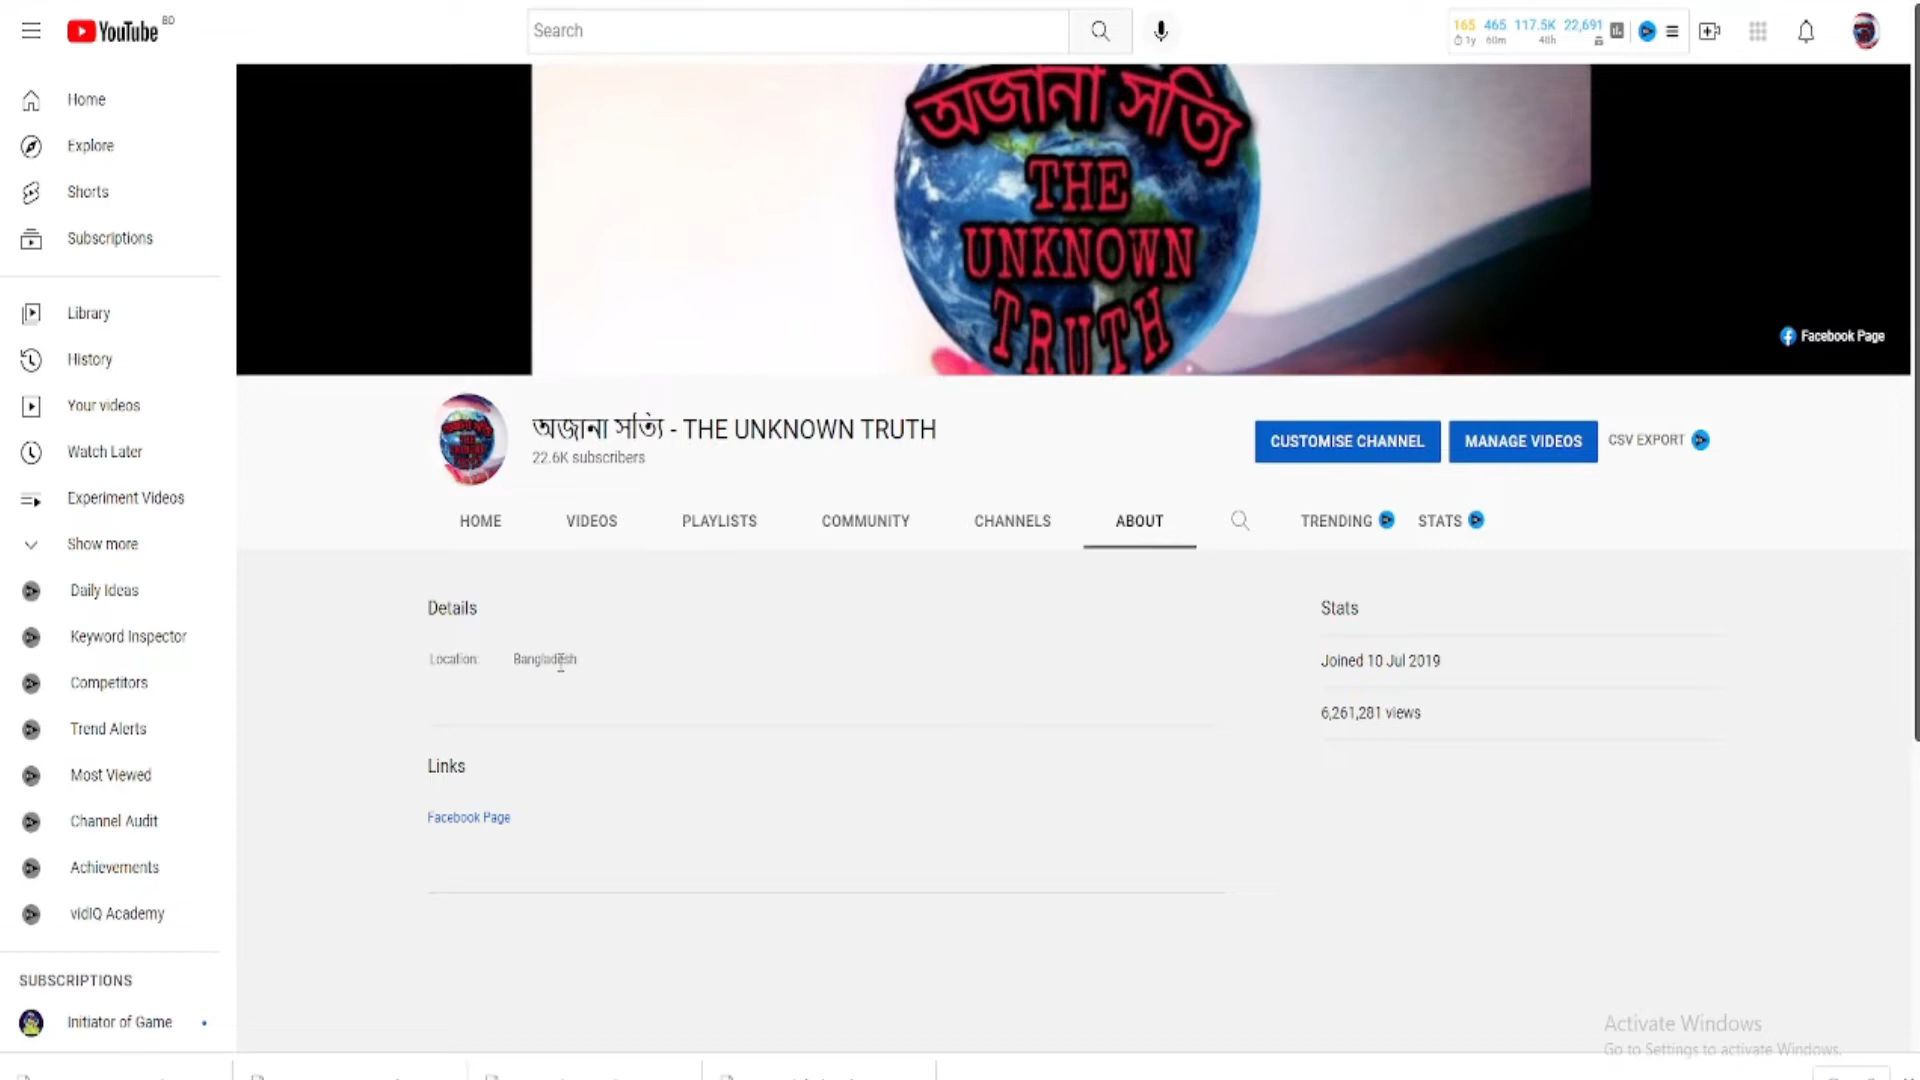 YouTube BD
Search
165 465 117.5K 22,691
1y 60m 48h
Home
Explore
Shorts
Subscriptions
Library
History
Your videos
Watch Later
Experiment Videos
Show more
Daily Ideas
Keyword Inspector
Competitors
Trend Alerts
Most Viewed
Channel Audit
Achievements
vidIQ Academy
SUBSCRIPTIONS
Initiator of Game
অজানা সত্যি
THE
UNKNOWN
TRUTH
Facebook Page
অজানা সত্যি - THE UNKNOWN TRUTH
22.6K subscribers
CUSTOMISE CHANNEL
MANAGE VIDEOS
CSV EXPORT
HOME VIDEOS PLAYLISTS COMMUNITY CHANNELS ABOUT TRENDING STATS
Details
Location: Bangladesh
Links
Facebook Page
Stats
Joined 10 Jul 2019
6,261,281 views
Activate Windows
Go to Settings to activate Windows.